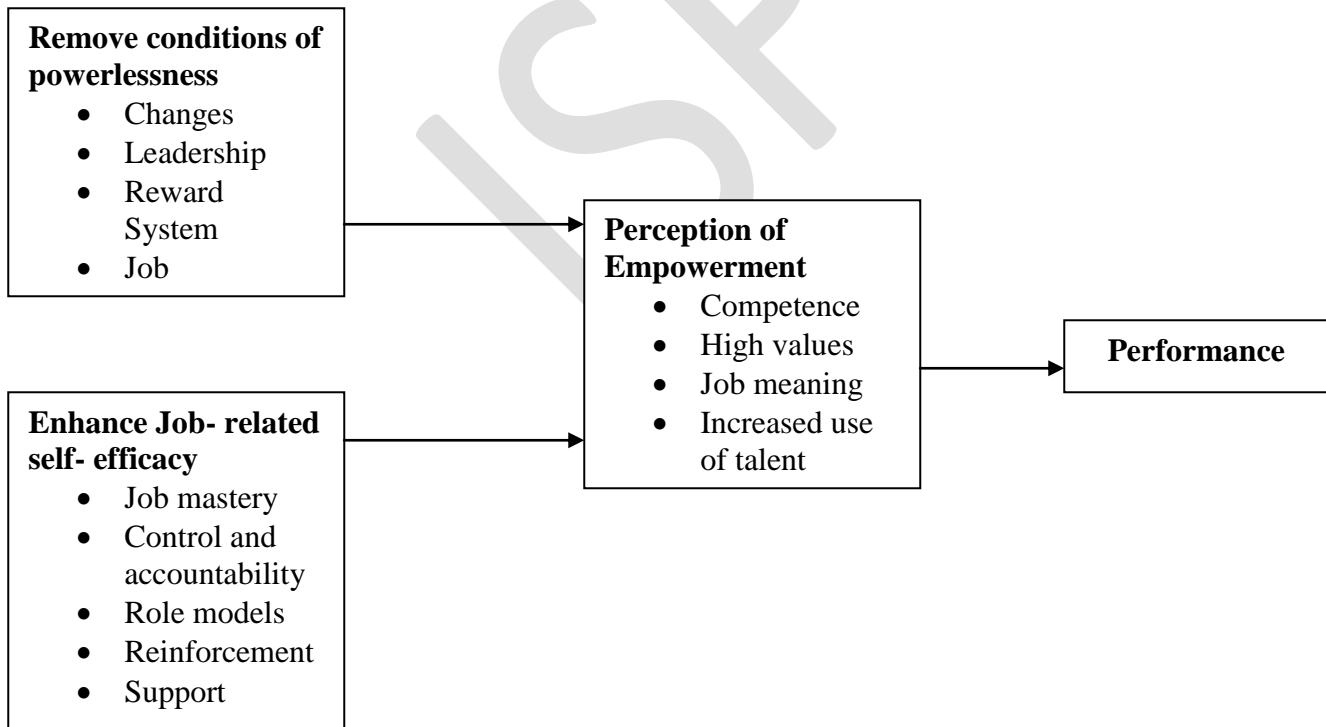 Remove conditions of
powerlessness
• Changes
• Leadership
• Reward
System
• Job
Enhance Job- related
self- efficacy
• Job mastery
• Control and
accountability
• Role models
• Reinforcement
• Support
Perception of
Empowerment
• Competence
• High values
• Job meaning
• Increased use
of talent
Performance